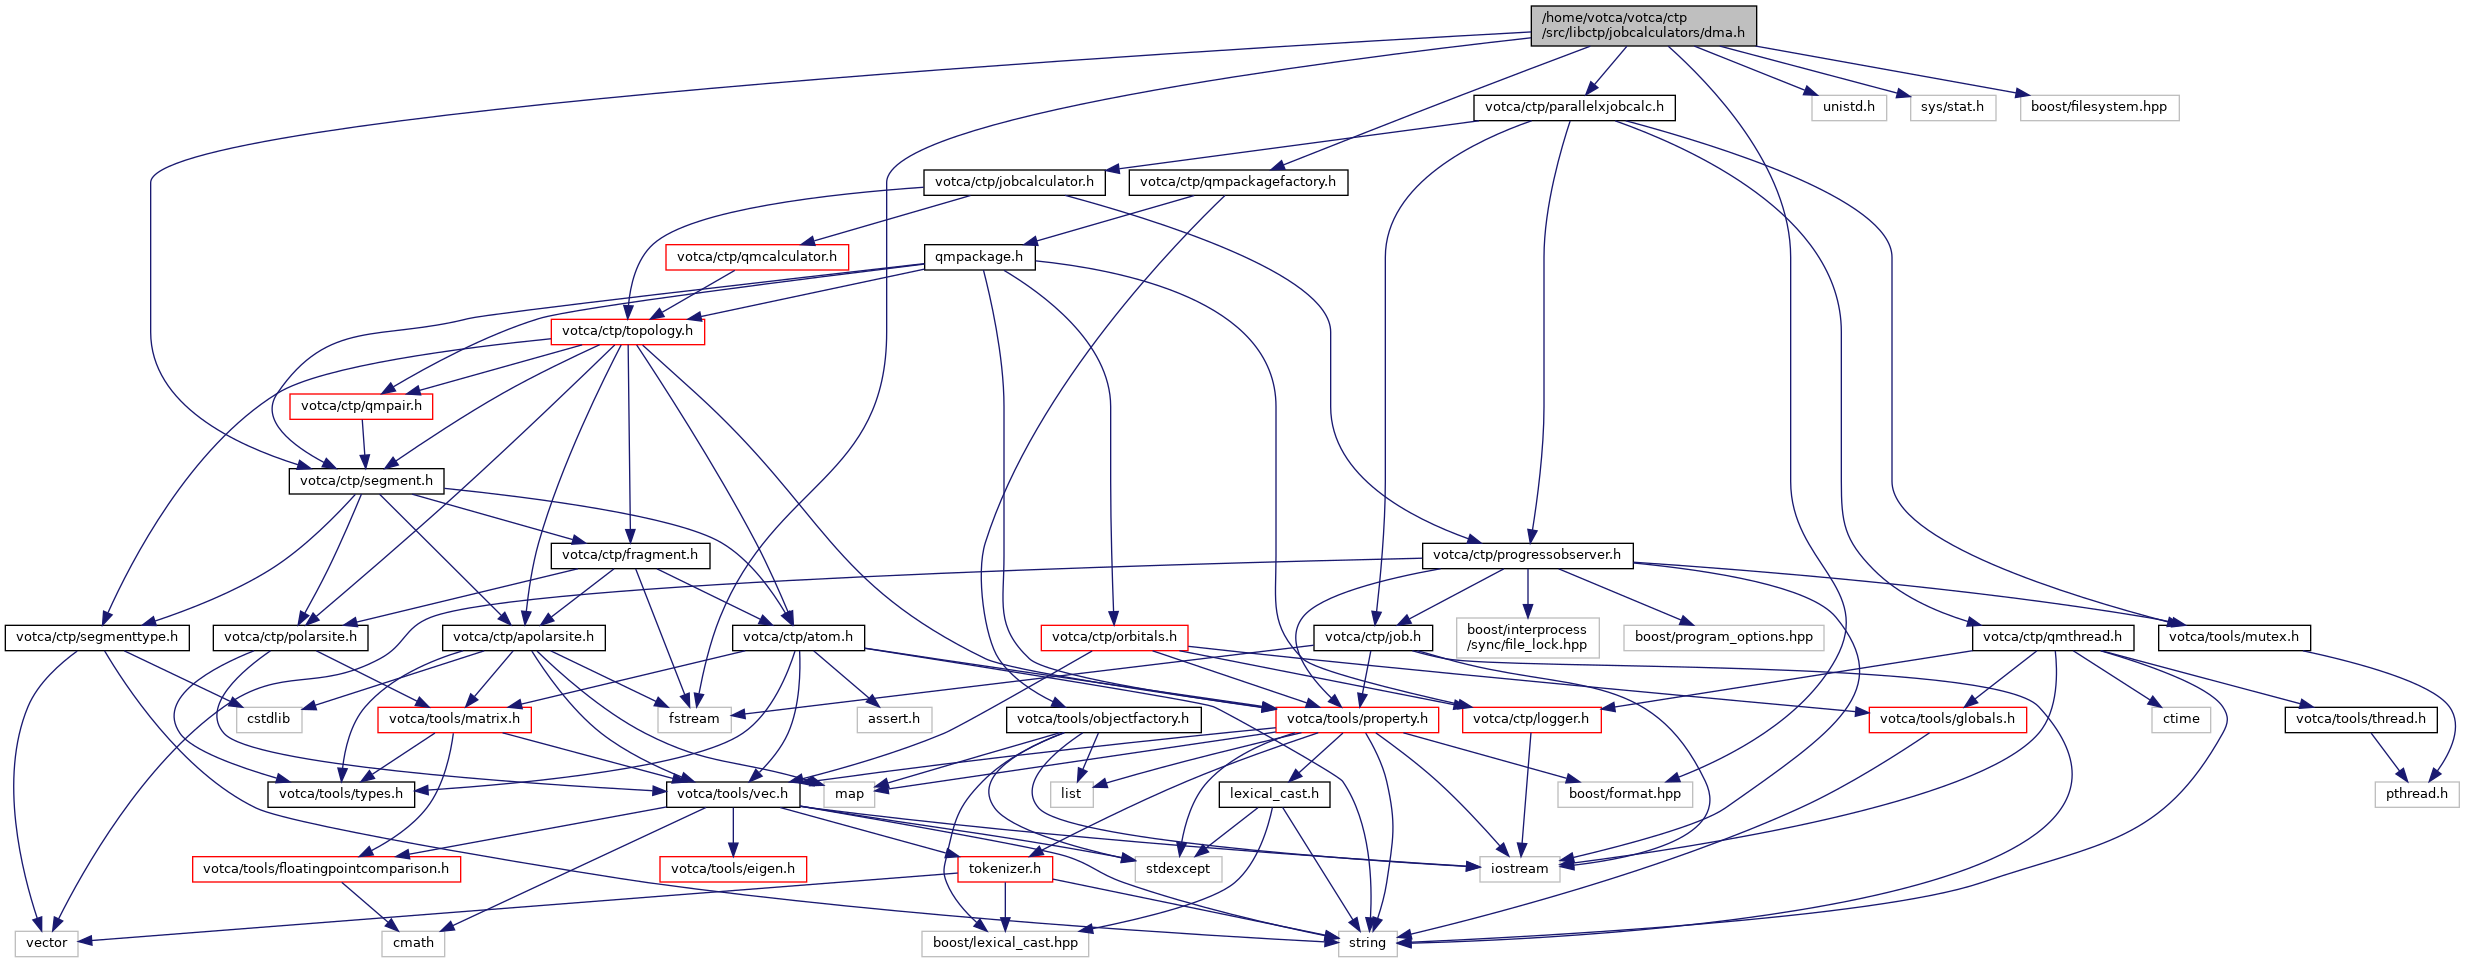 /home/votca/votca/ctp
/src/libctp/jobcalculators/dma.h
votca/ctp/parallelxjobcalc.h
unistd.h
sys/stat.h
boost/filesystem.hpp
votca/ctp/jobcalculator.h
votca/ctp/qmpackagefactory.h
votca/ctp/qmcalculator.h
qmpackage.h
votca/ctp/topology.h
votca/ctp/qmpair.h
votca/ctp/segment.h
votca/ctp/fragment.h
votca/ctp/progressobserver.h
votca/ctp/segmenttype.h
votca/ctp/polarsite.h
votca/ctp/apolarsite.h
votca/ctp/atom.h
votca/ctp/orbitals.h
votca/ctp/job.h
boost/interprocess
/sync/file_lock.hpp
boost/program_options.hpp
votca/ctp/qmthread.h
votca/tools/mutex.h
cstdlib
votca/tools/matrix.h
fstream
assert.h
votca/tools/objectfactory.h
votca/tools/property.h
votca/ctp/logger.h
votca/tools/globals.h
ctime
votca/tools/thread.h
votca/tools/types.h
votca/tools/vec.h
map
list
lexical_cast.h
boost/format.hpp
pthread.h
votca/tools/floatingpointcomparison.h
votca/tools/eigen.h
tokenizer.h
stdexcept
iostream
vector
cmath
boost/lexical_cast.hpp
string